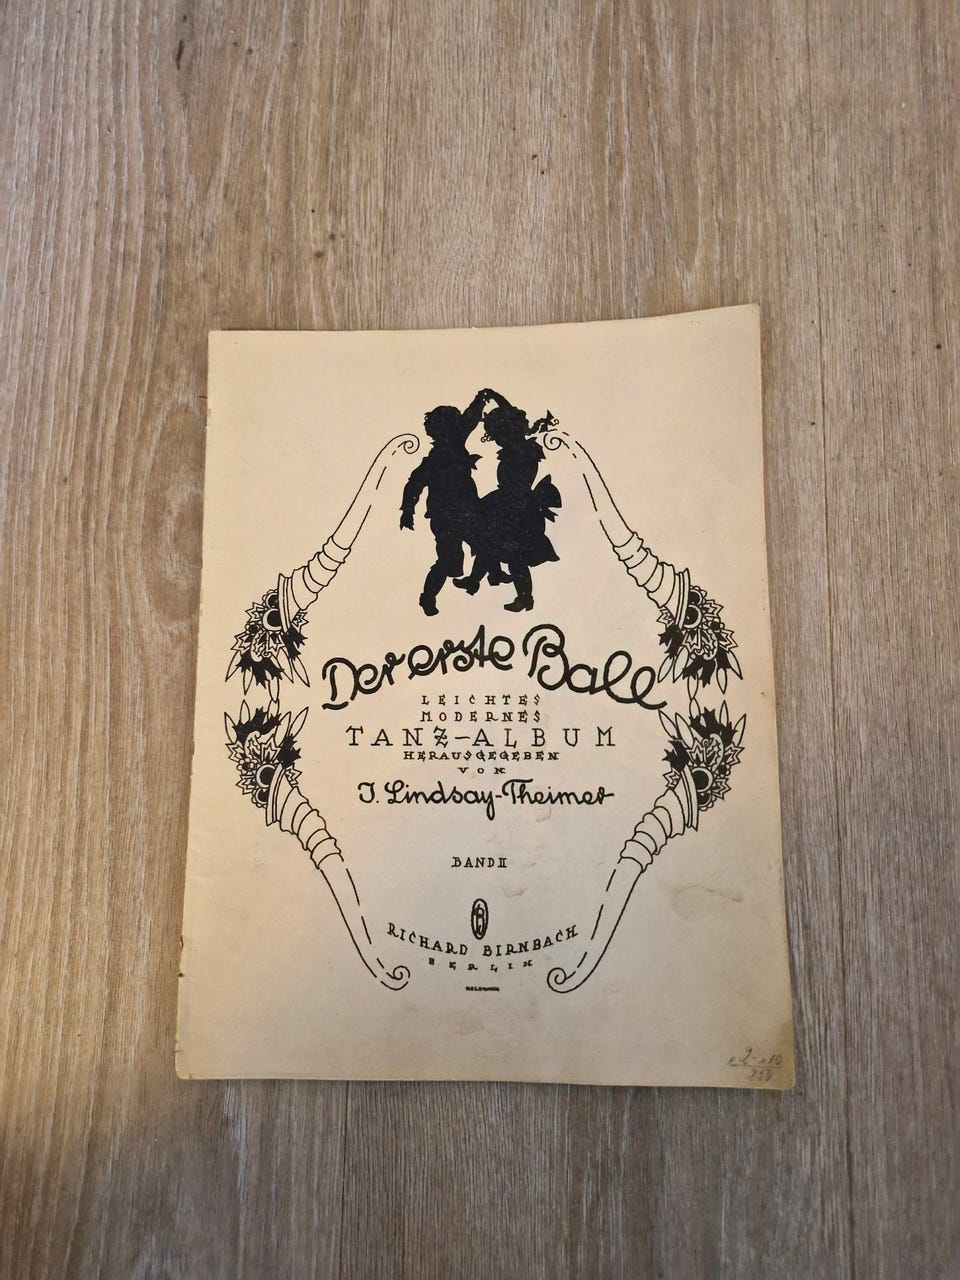 Der erste Ball
LEICHTES
MODERNES
TANZ-ALBUM
HERAUSGEGEBEN
VON
J. Lindsay-Theimer
BAND II
RICHARD BIRNBACH
BERLIN